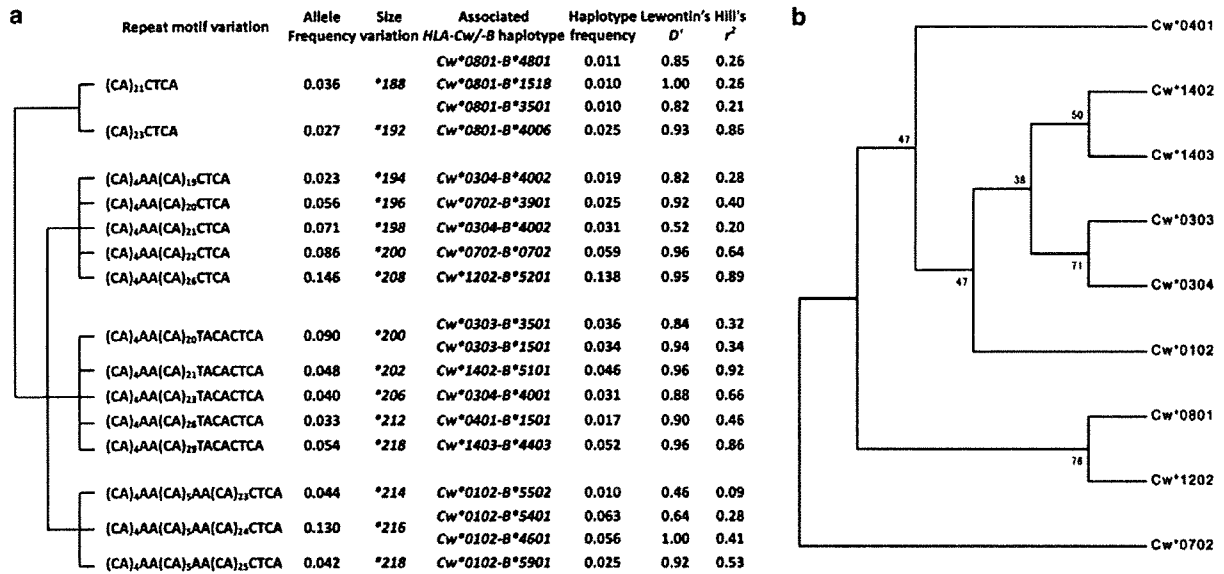 a
Repeat motif variation Allele Frequency Size variation Associated HLA-Cw/-B haplotype Haplotype frequency Lewontin's D' Hill's r²
Cw*0801-B*4801 0.011 0.85 0.26
(CA)₂₁CTCA 0.036 *188 Cw*0801-B*1518 0.010 1.00 0.26
Cw*0801-B*3501 0.010 0.82 0.21
(CA)₂₃CTCA 0.027 *192 Cw*0801-B*4006 0.025 0.93 0.86
(CA)₄AA(CA)₁₉CTCA 0.023 *194 Cw*0304-B*4002 0.019 0.82 0.28
(CA)₄AA(CA)₂₀CTCA 0.056 *196 Cw*0702-B*3901 0.025 0.92 0.40
(CA)₄AA(CA)₂₁CTCA 0.071 *198 Cw*0304-B*4002 0.031 0.52 0.20
(CA)₄AA(CA)₂₂CTCA 0.086 *200 Cw*0702-B*0702 0.059 0.96 0.64
(CA)₄AA(CA)₂₆CTCA 0.146 *208 Cw*1202-B*5201 0.138 0.95 0.89
Cw*0303-B*3501 0.036 0.84 0.32
(CA)₄AA(CA)₂₀TACACTCA 0.090 *200
Cw*0303-B*1501 0.034 0.94 0.34
(CA)₄AA(CA)₂₁TACACTCA 0.048 *202 Cw*1402-B*5101 0.046 0.96 0.92
(CA)₄AA(CA)₂₃TACACTCA 0.040 *206 Cw*0304-B*4001 0.031 0.88 0.66
(CA)₄AA(CA)₂₆TACACTCA 0.033 *212 Cw*0401-B*1501 0.017 0.90 0.46
(CA)₄AA(CA)₂₉TACACTCA 0.054 *218 Cw*1403-B*4403 0.052 0.96 0.86
(CA)₄AA(CA)₅AA(CA)₂₃CTCA 0.044 *214 Cw*0102-B*5502 0.010 0.46 0.09
Cw*0102-B*5401 0.063 0.64 0.28
(CA)₄AA(CA)₅AA(CA)₂₄CTCA 0.130 *216
Cw*0102-B*4601 0.056 1.00 0.41
(CA)₄AA(CA)₅AA(CA)₂₅CTCA 0.042 *218 Cw*0102-B*5901 0.025 0.92 0.53
b
Cw*0401
Cw*1402
50
47
Cw*1403
38
Cw*0303
71
Cw*0304
47
Cw*0102
Cw*0801
76
Cw*1202
Cw*0702